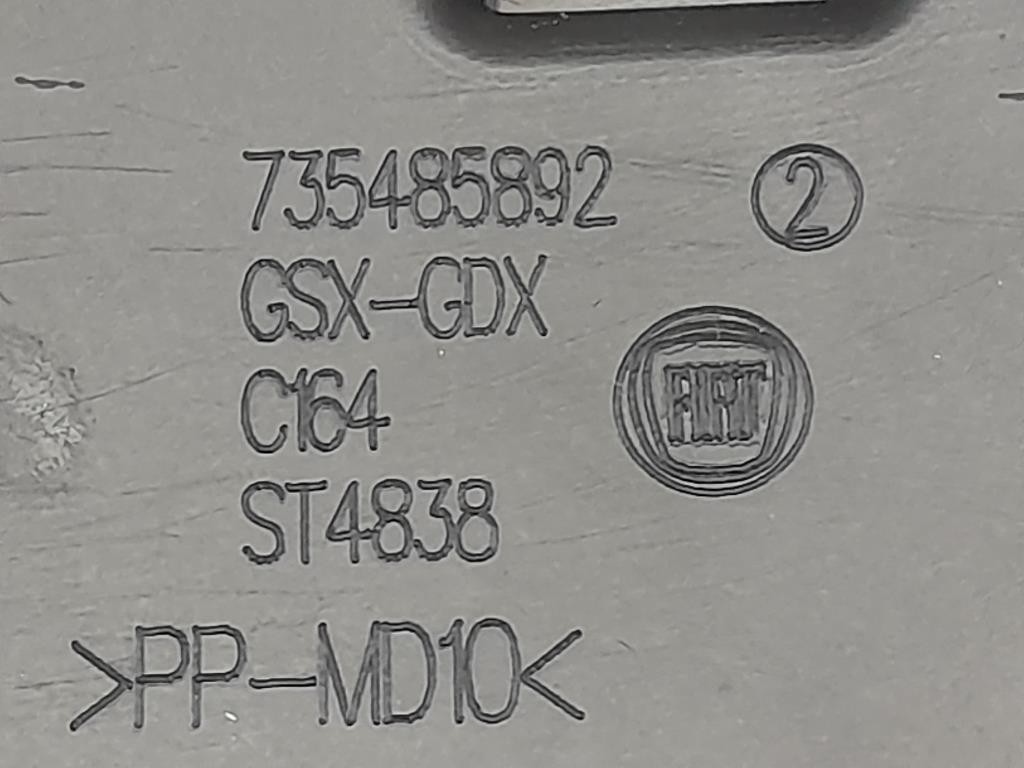 735485892 2
GSX-GDX
C164
FIAT
ST4838
>PP-MD10<